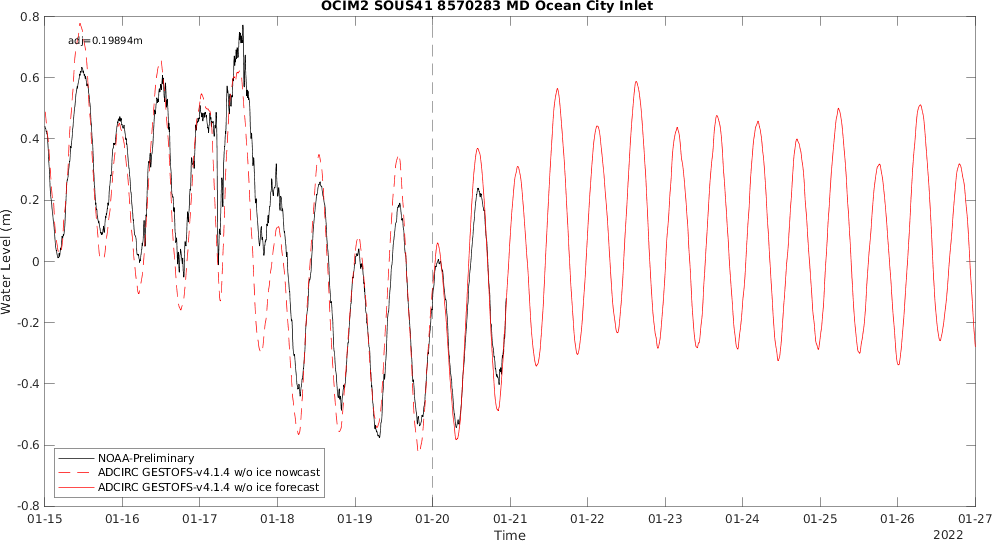 OCIM2 SOUS41 8570283 MD Ocean City Inlet
adj=0.19894m
0.8
0.6
0.4
0.2
0
-0.2
-0.4
-0.6
-0.8
Water Level (m)
NOAA-Preliminary
ADCIRC GESTOFS-v4.1.4 w/o ice nowcast
ADCIRC GESTOFS-v4.1.4 w/o ice forecast
01-15 01-16 01-17 01-18 01-19 01-20 01-21 01-22 01-23 01-24 01-25 01-26 01-27
Time
2022